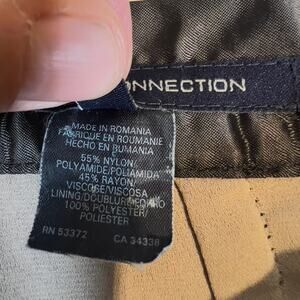 ONNECTION
MADE IN ROMANIA
FABRIQUE EN ROUMANIE
HECHO EN RUMANIA
55% NYLON/
POLYAMIDE/POLIAMIDA
45% RAYON/
VISCOSE/VISCOSA
LINING/DOUBLURE/FORRO
100% POLYESTER/
POLIESTER
RN 53372 CA 34338